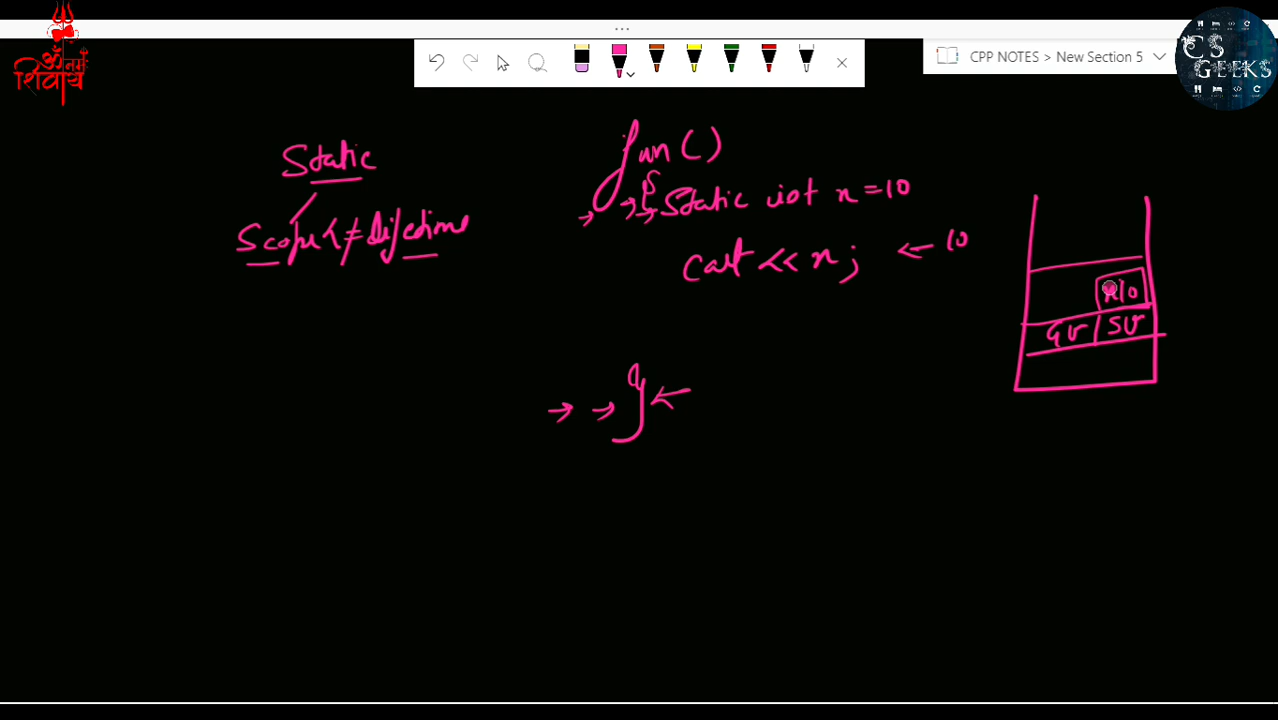 ॐ नमः
शिवाय
CPP NOTES > New Section 5
CS
GEEKS
Static
Scope < ≠ lifetime
fun()
{ Static int x = 10
cout << x; ← 10
}
x 10
GV SV